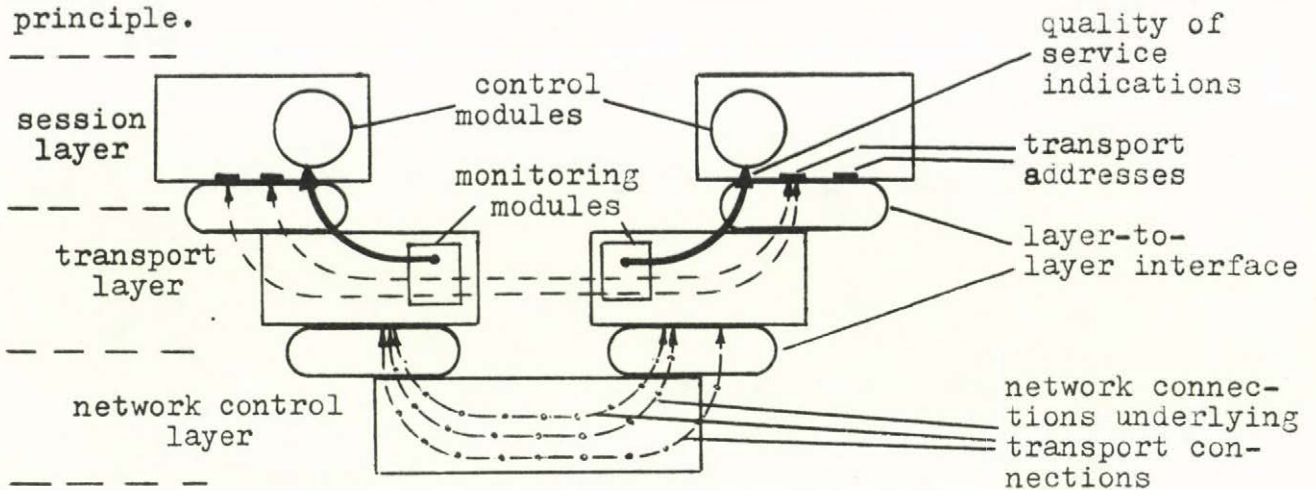 principle.
session
layer
control
modules
quality of
service
indications
monitoring
modules
transport
addresses
transport
layer
layer-to-
layer interface
network control
layer
network connec-
tions underlying
transport con-
nections